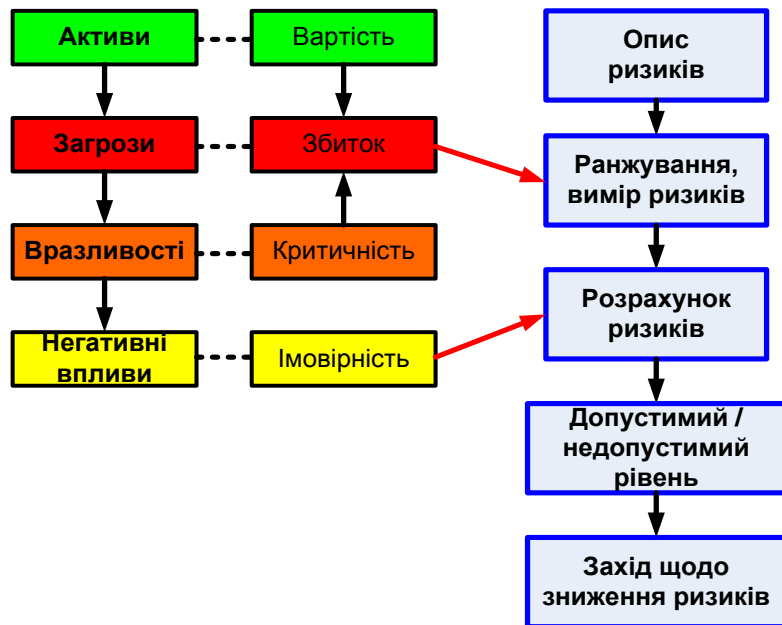 Активи
Вартість
Загрози
Збиток
Вразливості
Критичність
Негативні
впливи
Імовірність
Опис
ризиків
Ранжування,
вимір ризиків
Розрахунок
ризиків
Допустимий /
недопустимий
рівень
Захід щодо
зниження ризиків